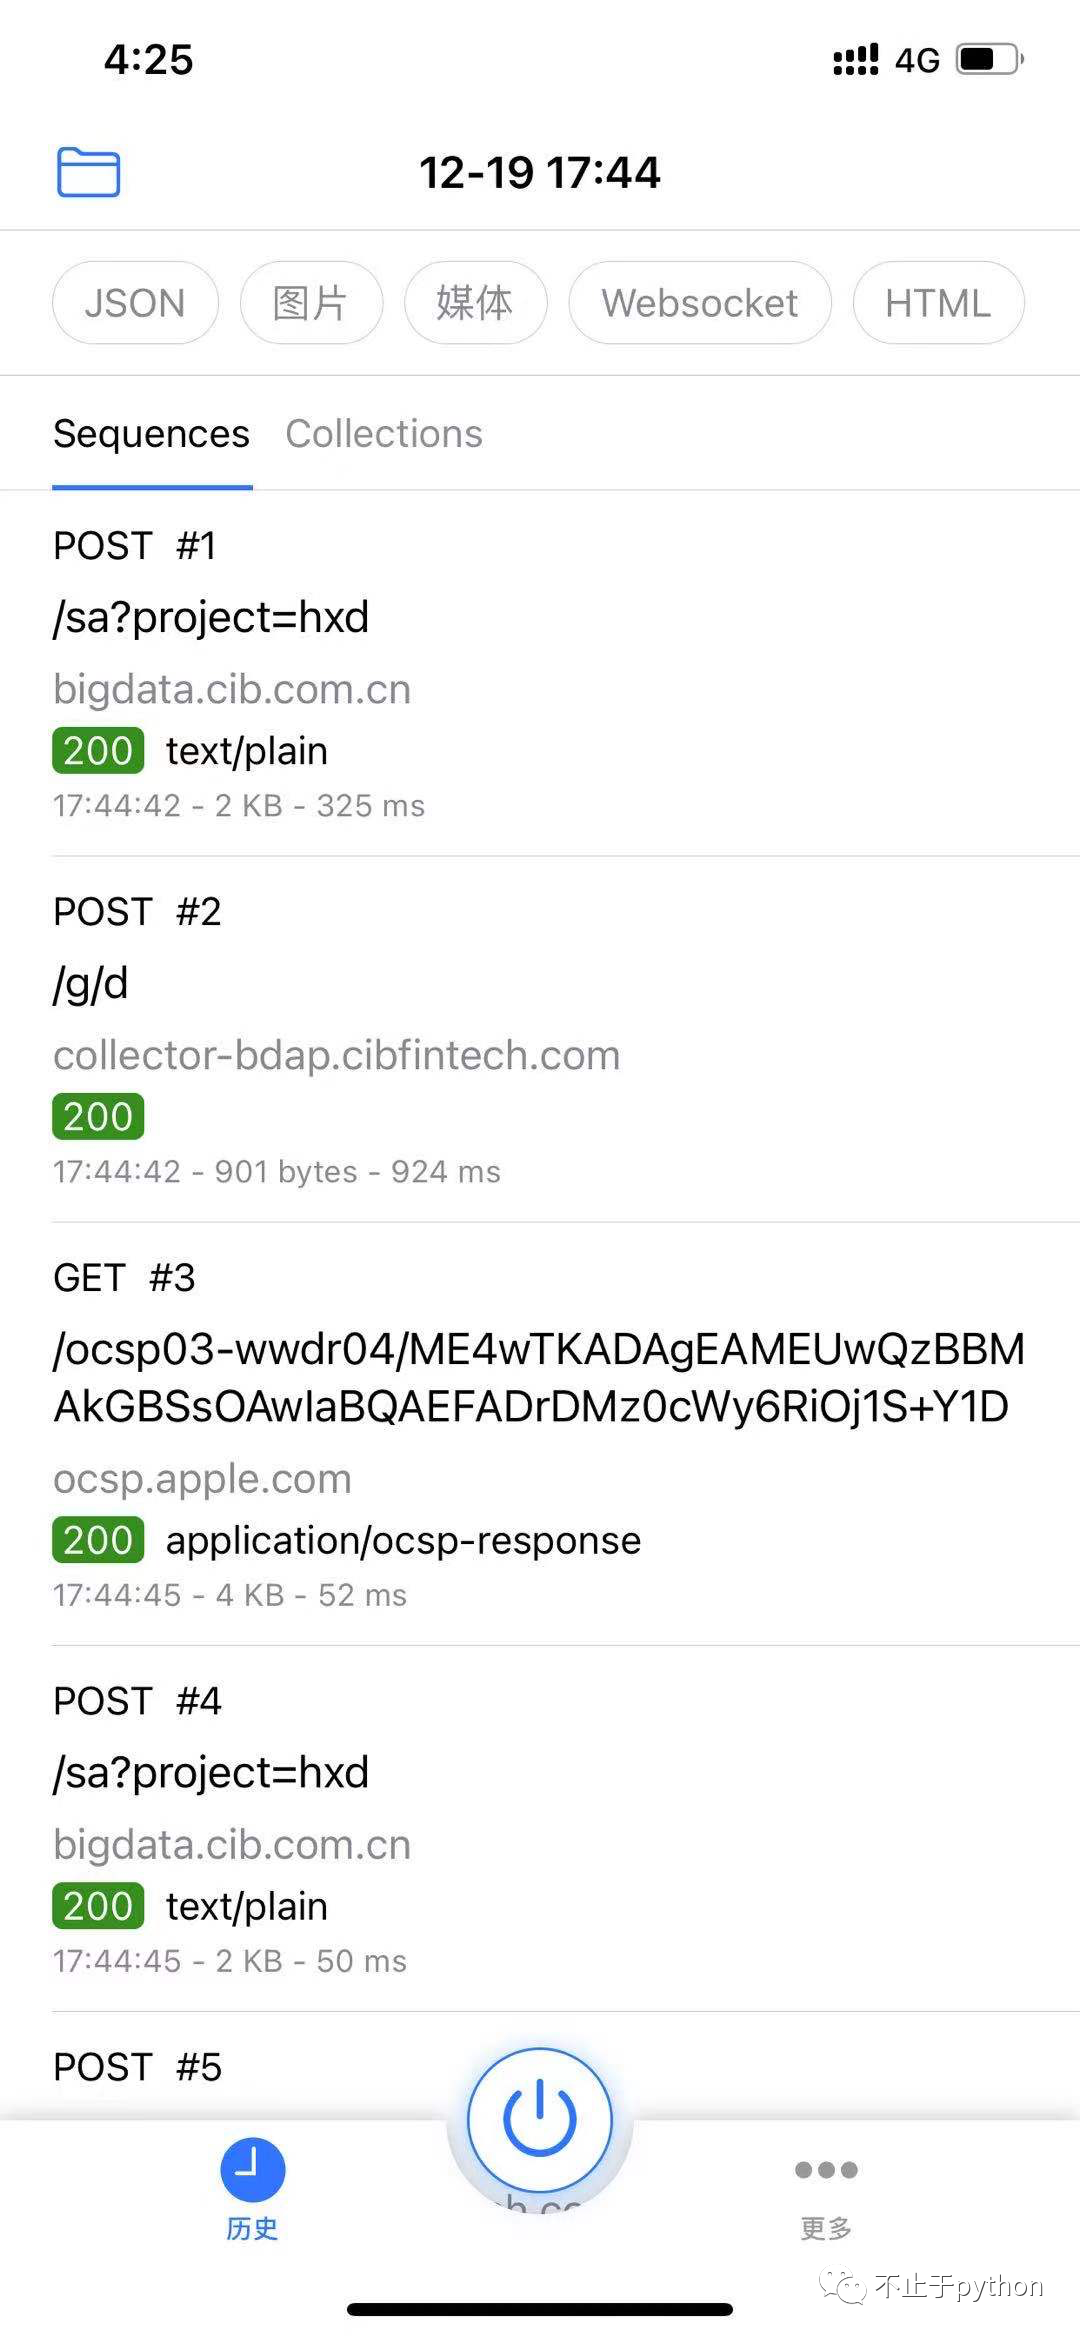 4:25
4G
12-19 17:44
JSON
图片
媒体
Websocket
HTML
Sequences
Collections
POST #1
/sa?project=hxd
bigdata.cib.com.cn
200 text/plain
17:44:42 - 2 KB - 325 ms
POST #2
/g/d
collector-bdap.cibfintech.com
200
17:44:42 - 901 bytes - 924 ms
GET #3
/ocsp03-wwdr04/ME4wTKADAgEAMEUwQzBBM
AkGBSsOAwIaBQAEFADrDMz0cWy6RiOj1S+Y1D
ocsp.apple.com
200 application/ocsp-response
17:44:45 - 4 KB - 52 ms
POST #4
/sa?project=hxd
bigdata.cib.com.cn
200 text/plain
17:44:45 - 2 KB - 50 ms
POST #5
历史
更多
不止于python